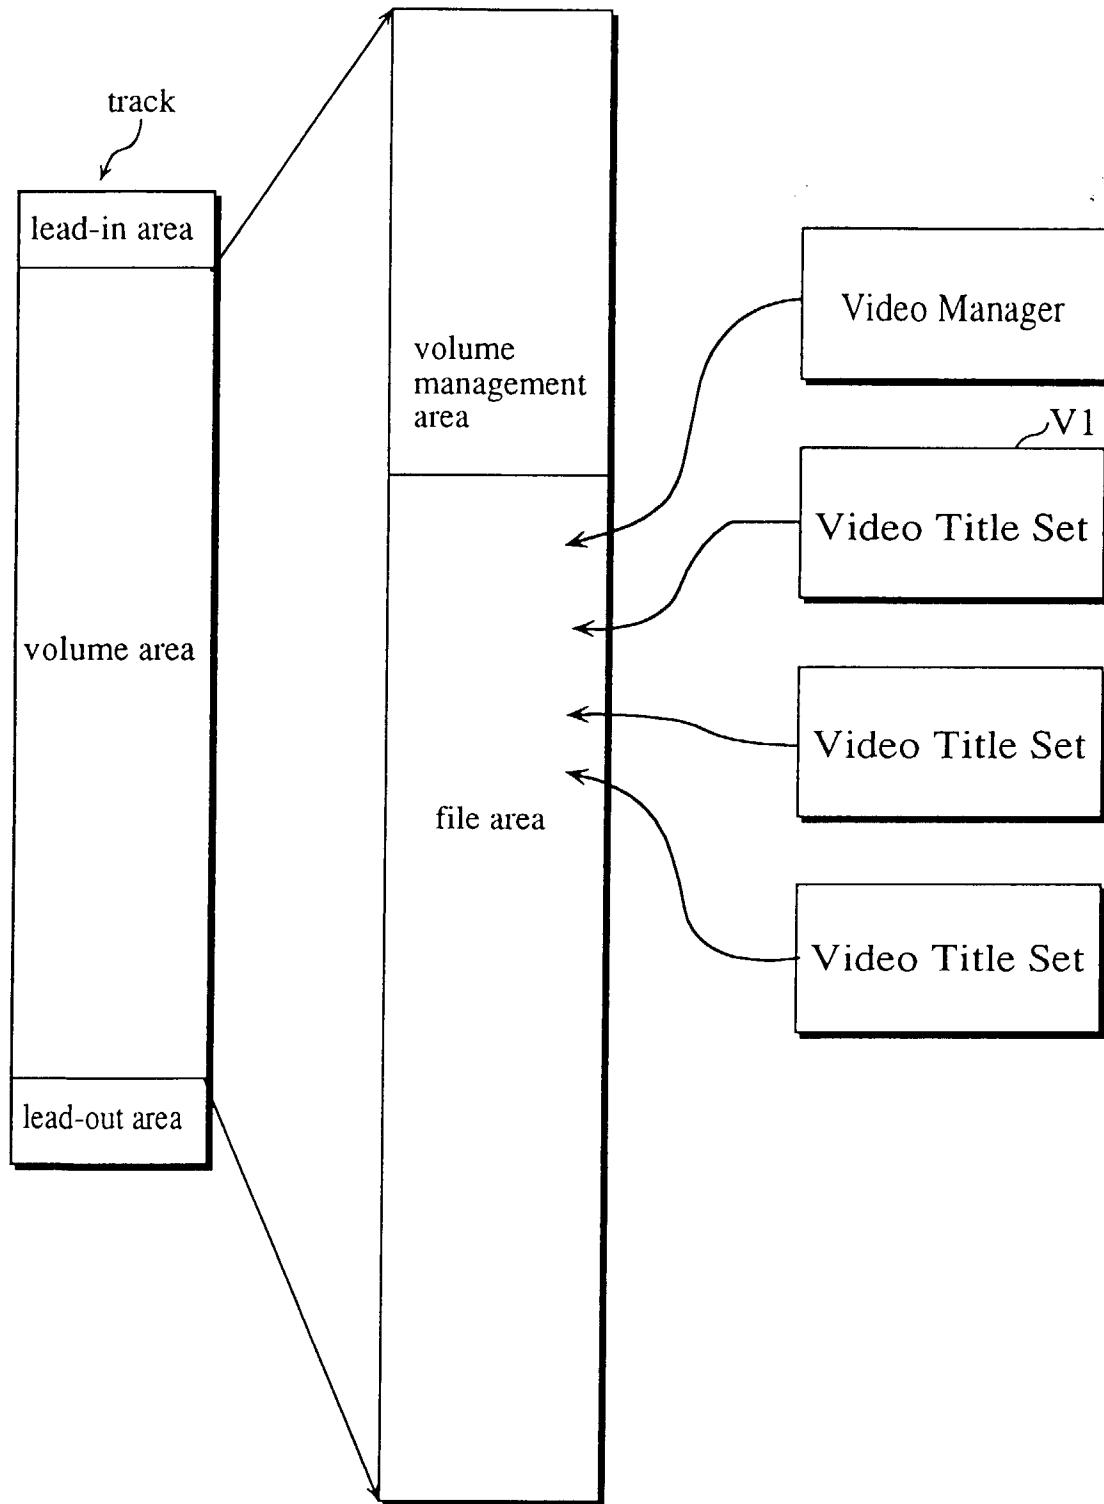 track
lead-in area
volume area
lead-out area
volume
management
area
file area
Video Manager
V1
Video Title Set
Video Title Set
Video Title Set